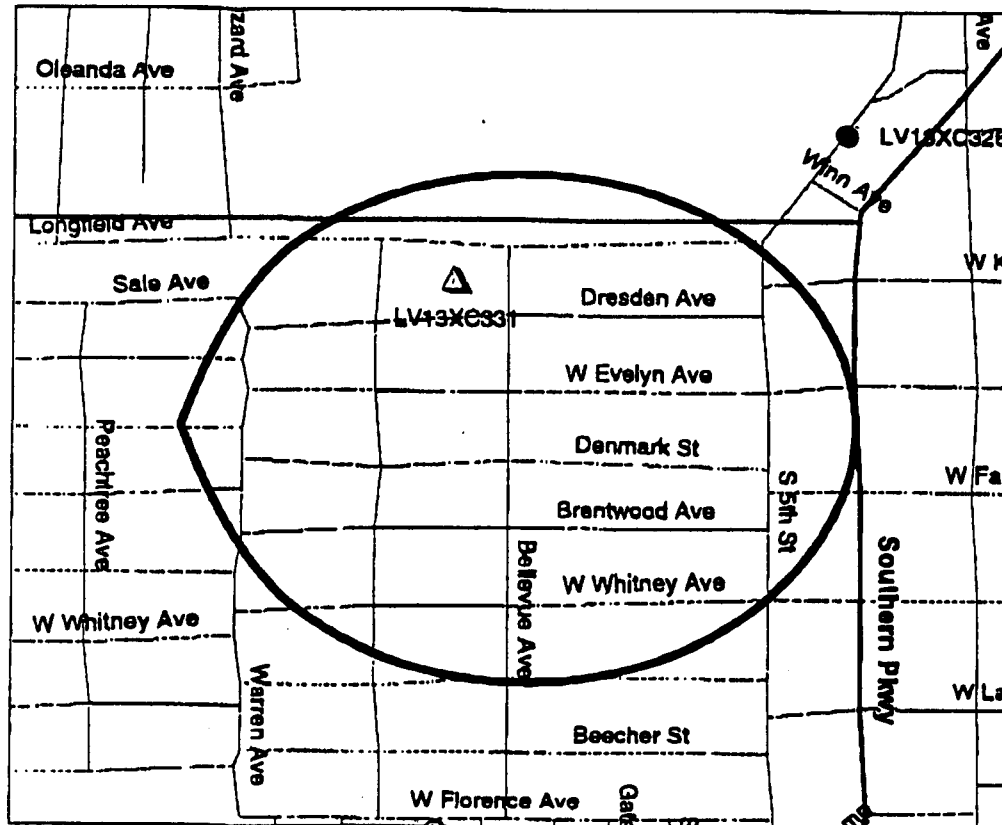 zard Ave
Ave
Oleanda Ave
LV13XC326
Winn Ave
Longfield Ave
W K
Sale Ave
Dresden Ave
LV13XC331
W Evelyn Ave
Peachtree Ave
Denmark St
W Fa
S 5th St
Brentwood Ave
Bellevue Ave
Southern Pkwy
W Whitney Ave
W Whitney Ave
Warren Ave
W La
Beecher St
W Florence Ave